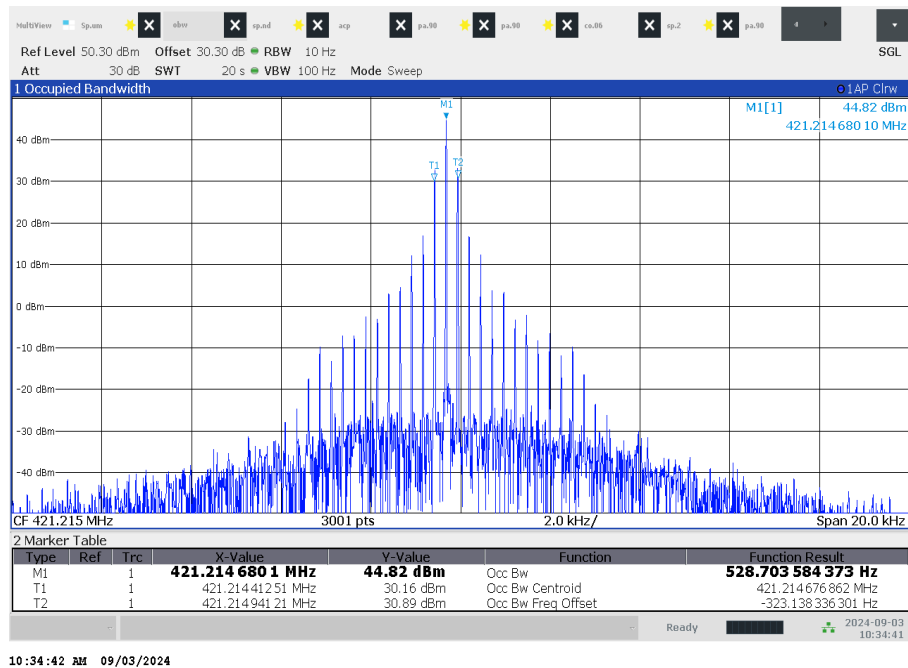 MultiView Sp.um obw sp.nd acp pa.90 pa.90 co.06 sp.2 pa.90 4
Ref Level 50.30 dBm Offset 30.30 dB RBW 10 Hz SGL
Att 30 dB SWT 20 s VBW 100 Hz Mode Sweep
1 Occupied Bandwidth 1AP Clrw
M1 M1[1] 44.82 dBm
421.214 680 10 MHz
40 dBm
T1 T2
30 dBm
20 dBm
10 dBm
0 dBm
-10 dBm
-20 dBm
-30 dBm
-40 dBm
CF 421.215 MHz 3001 pts 2.0 kHz/ Span 20.0 kHz
2 Marker Table
Type Ref Trc X-Value Y-Value Function Function Result
M1 1 421.214 680 1 MHz 44.82 dBm Occ Bw 528.703 584 373 Hz
T1 1 421.214 412 51 MHz 30.16 dBm Occ Bw Centroid 421.214 676 862 MHz
T2 1 421.214 941 21 MHz 30.89 dBm Occ Bw Freq Offset -323.138 336 301 Hz
Ready 2024-09-03
10:34:41
10:34:42 AM 09/03/2024